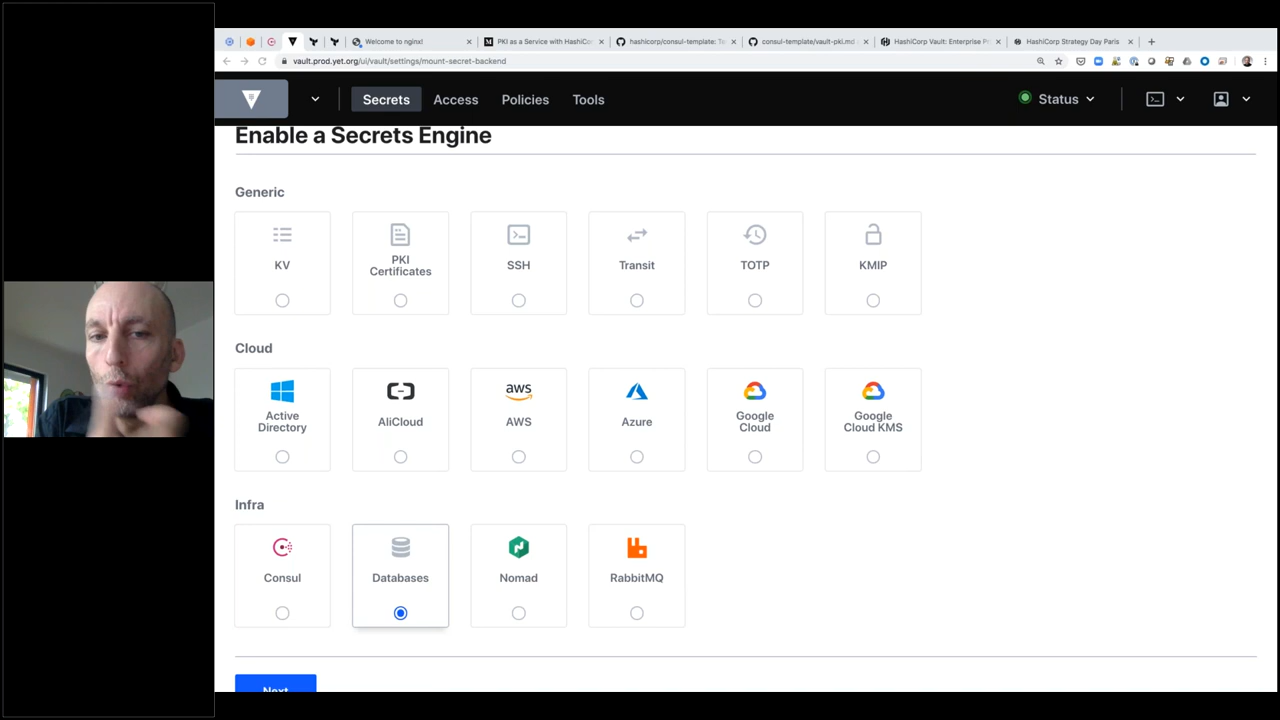 Welcome to nginx!
PKI as a Service with HashiC
hashicorp/consul-template: Te
consul-template/vault-pki.md
HashiCorp Vault: Enterprise P
HashiCorp Strategy Day Paris
vault.prod.yet.org/ui/vault/settings/mount-secret-backend
Secrets
Access
Policies
Tools
Status
Enable a Secrets Engine
Generic
KV
PKI
Certificates
SSH
Transit
TOTP
KMIP
Cloud
Active
Directory
AliCloud
aws
AWS
Azure
Google
Cloud
Google
Cloud KMS
Infra
Consul
Databases
Nomad
RabbitMQ
Next